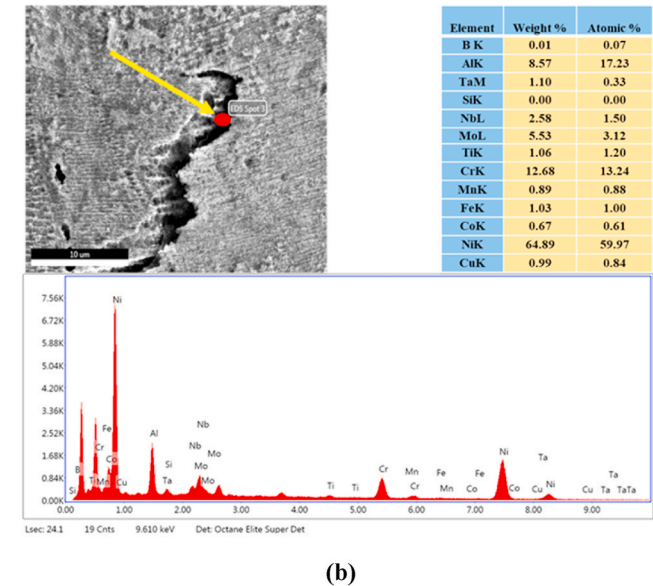 EDS Spot 3
10 um
Element Weight % Atomic %
B K 0.01 0.07
AlK 8.57 17.23
TaM 1.10 0.33
SiK 0.00 0.00
NbL 2.58 1.50
MoL 5.53 3.12
TiK 1.06 1.20
CrK 12.68 13.24
MnK 0.89 0.88
FeK 1.03 1.00
CoK 0.67 0.61
NiK 64.89 59.97
CuK 0.99 0.84
7.56K Ni
6.72K
5.88K
5.04K
4.20K
3.36K
2.52K Fe Al Nb
1.68K Cr Nb Mo Ni Ta
0.84K B Co Si Mo Cr Mn Fe Fe Ta
0.00K Si Ti Mn Cu Ta Mo Ti Ti Cr Mn Co Co Cu Ni Cu Ta TaTa
0.00 1.00 2.00 3.00 4.00 5.00 6.00 7.00 8.00 9.00
Lsec: 24.1 19 Cnts 9.610 keV Det: Octane Elite Super Det
(b)